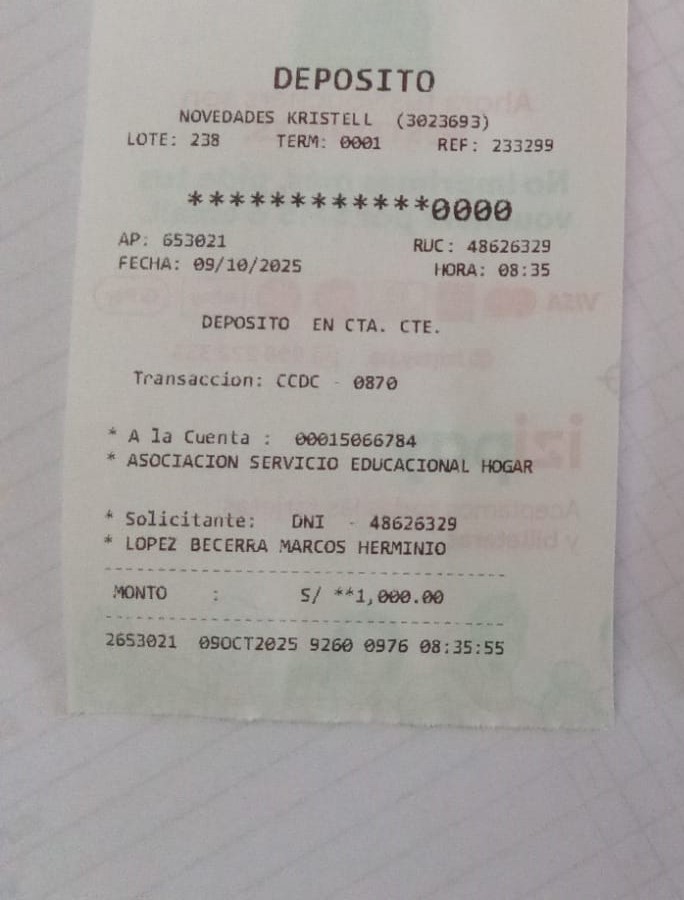 DEPOSITO
NOVEDADES KRISTELL (3023693)
LOTE: 238 TERM: 0001 REF: 233299
************0000
AP: 653021 RUC: 48626329
FECHA: 09/10/2025 HORA: 08:35
DEPOSITO EN CTA. CTE.
Transaccion: CCDC - 0870
* A la Cuenta : 00015066784
* ASOCIACION SERVICIO EDUCACIONAL HOGAR
* Solicitante: DNI - 48626329
* LOPEZ BECERRA MARCOS HERMINIO
MONTO : S/ **1,000.00
2653021 09OCT2025 9260 0976 08:35:55